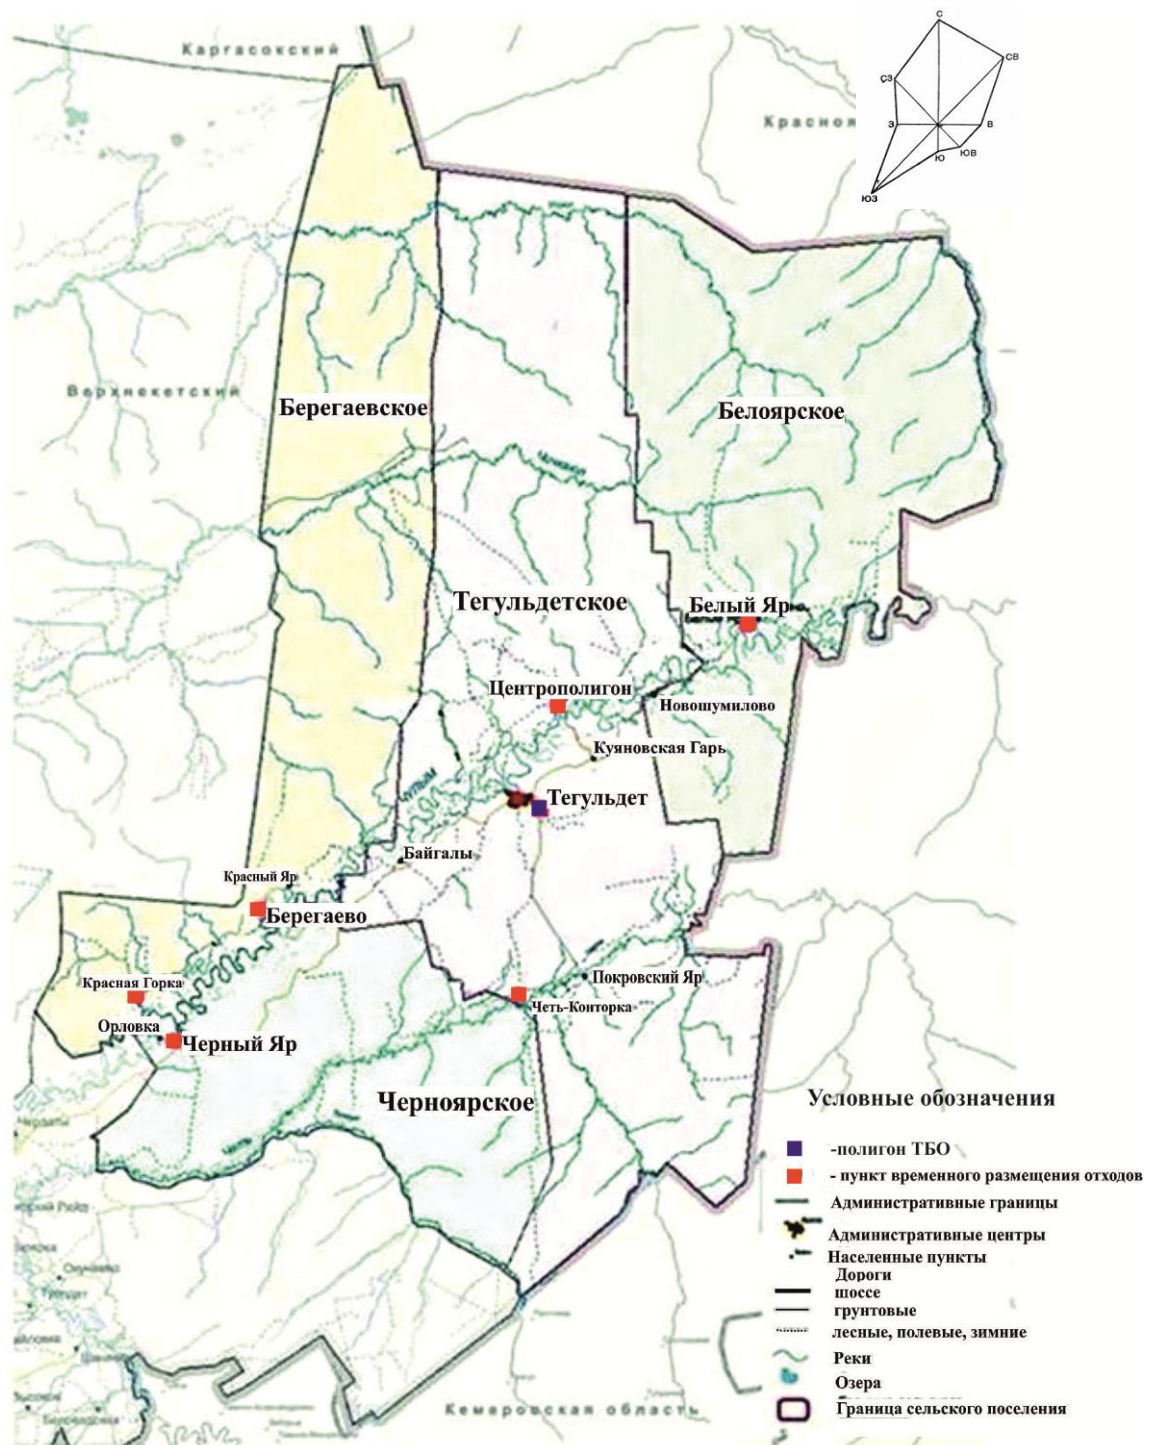 С
СВ
СЗ
З
В
Ю
ЮВ
ЮЗ
Каргасокский
Красноя
Верхнекетский
Берегаевское
Белоярское
Тегульдетское
Белый Яр
Центрополигон
Новошумилово
Куяновская Гарь
ЧУЛЫМ
Тегульдет
Байгалы
Красный Яр
Берегаево
Покровский Яр
Красная Горка
Четь-Конторка
Орловка
Черный Яр
Черноярское
Условные обозначения
-полигон ТБО
- пункт временного размещения отходов
Административные границы
Административные центры
Населенные пункты
Дороги
шоссе
грунтовые
лесные, полевые, зимние
Реки
Озера
Граница сельского поселения
Кемеровская область